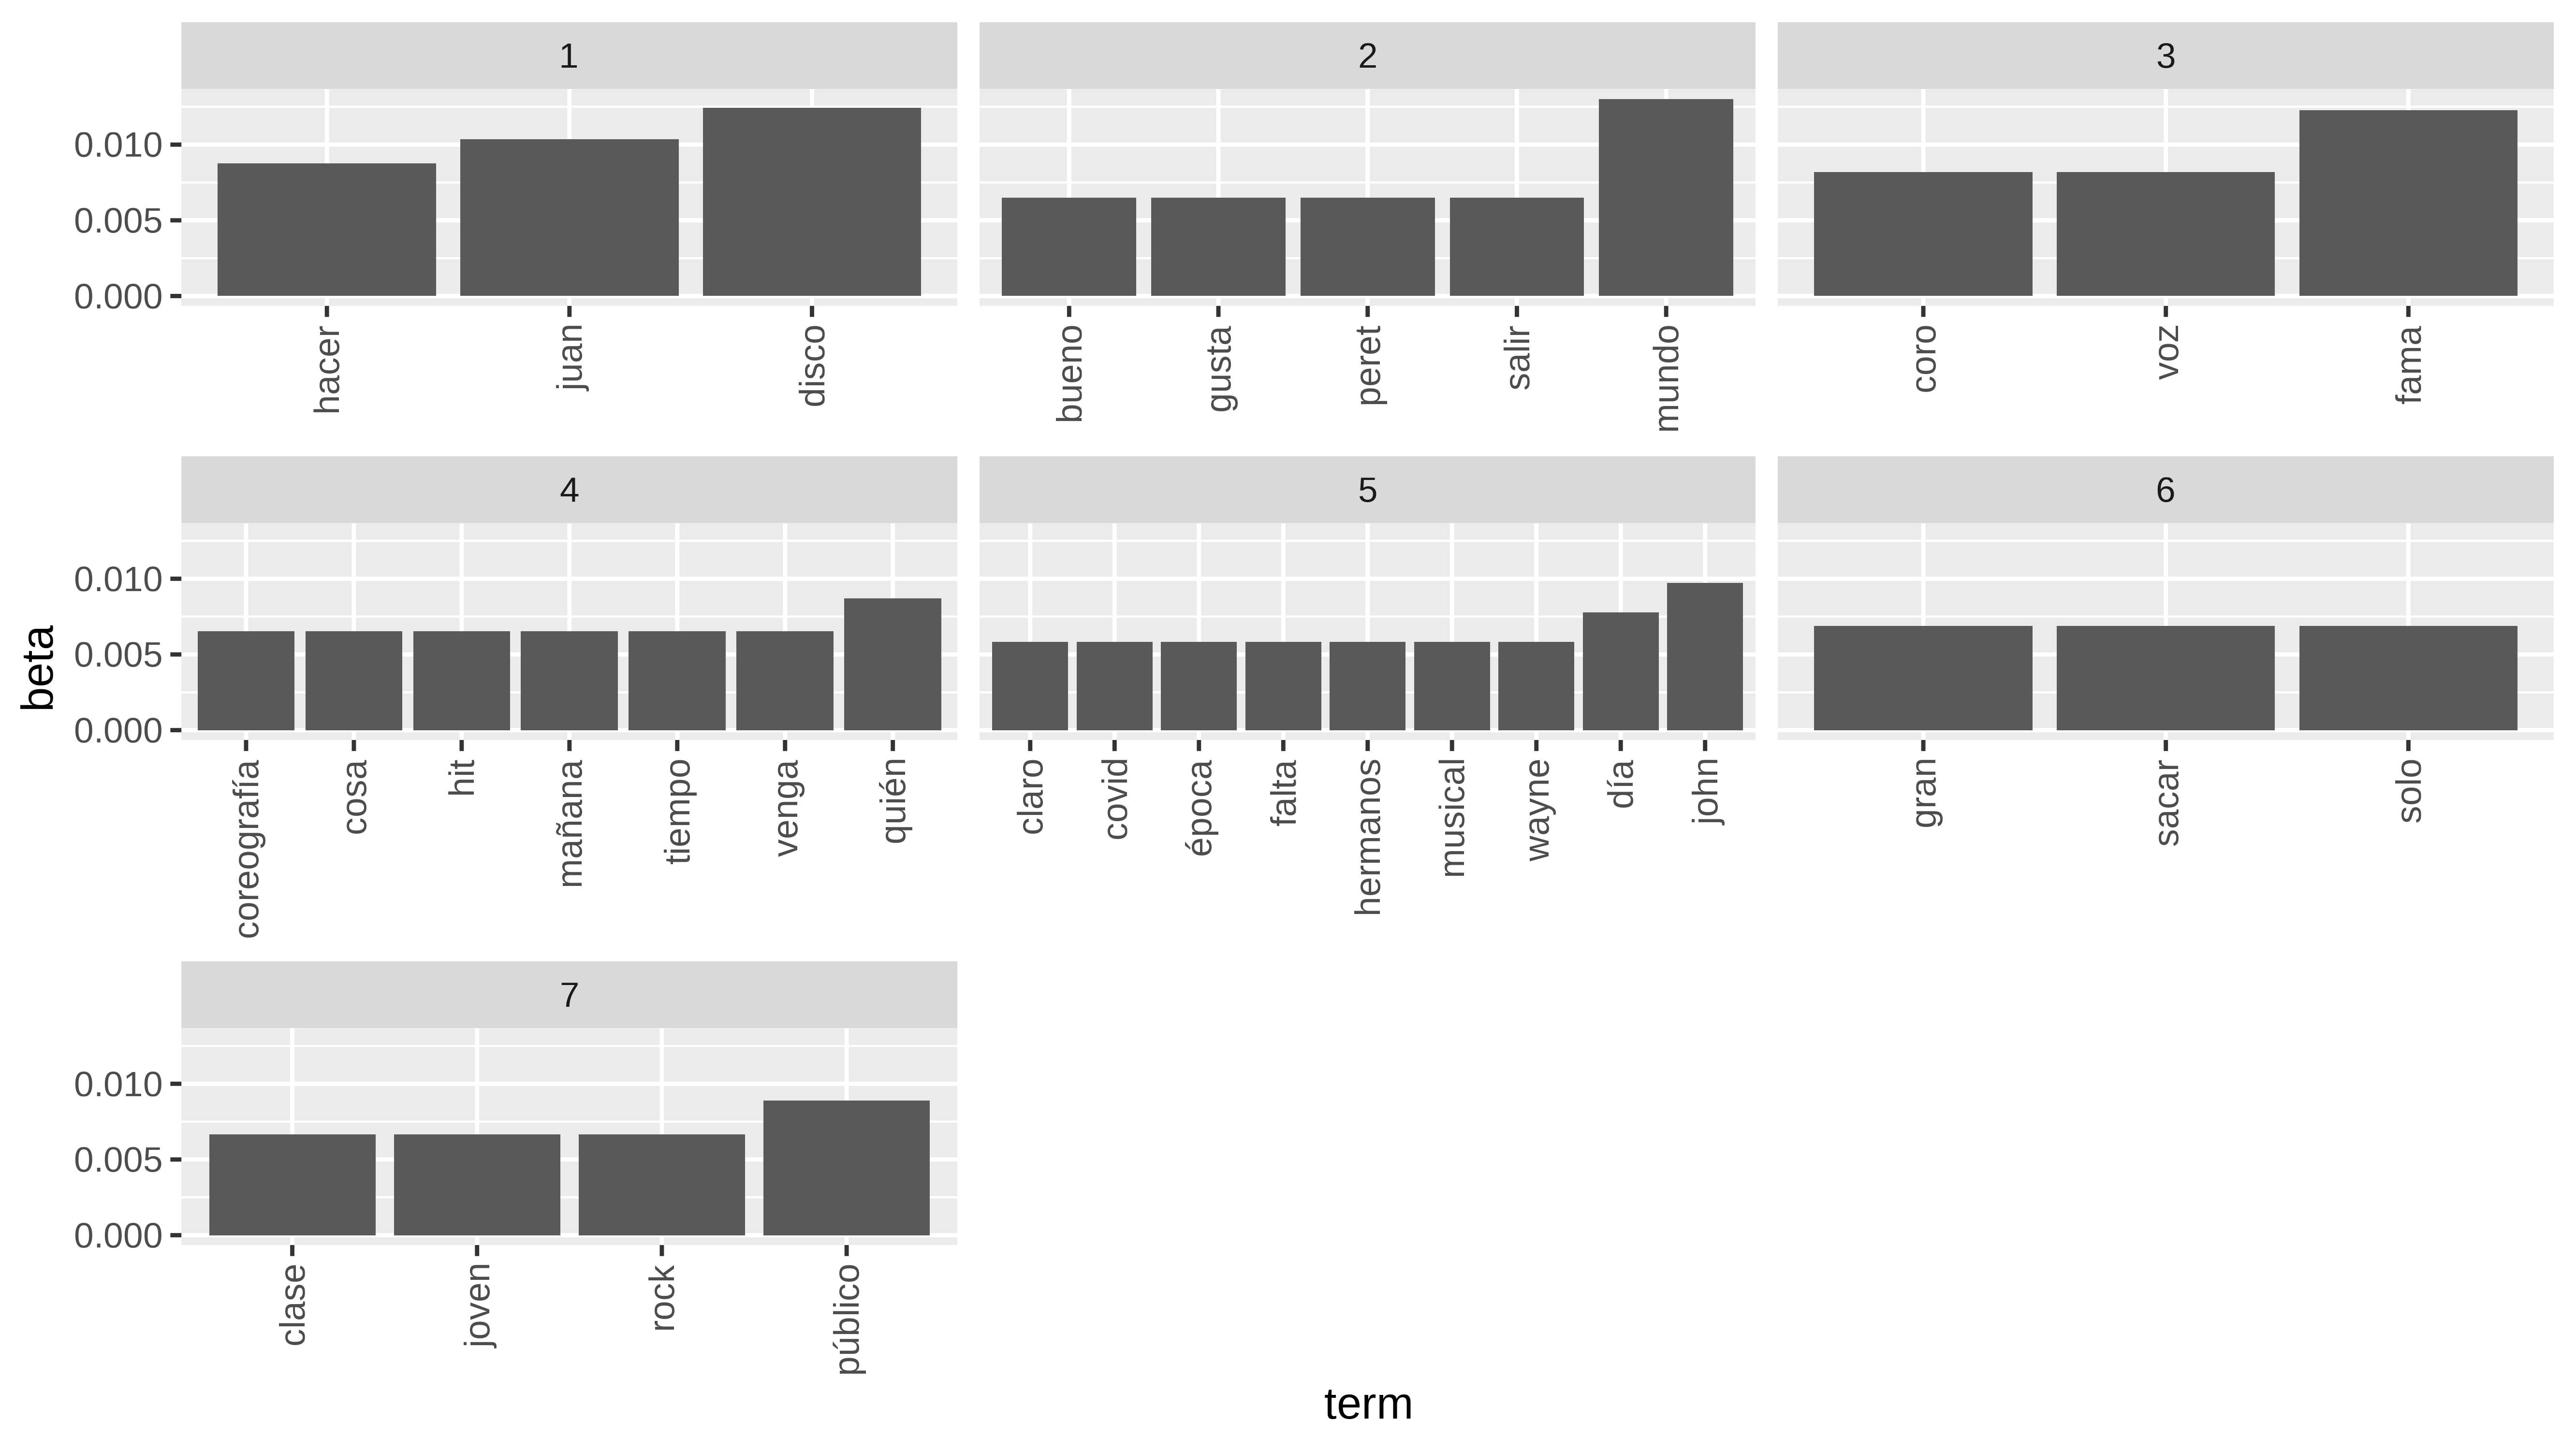 1
2
3
0.010
0.005
0.000
hacer
juan
disco
bueno
gusta
peret
salir
mundo
coro
voz
fama
4
5
6
beta
0.010
0.005
0.000
coreografía
cosa
hit
mañana
tiempo
venga
quién
claro
covid
época
falta
hermanos
musical
wayne
día
john
gran
sacar
solo
7
0.010
0.005
0.000
clase
joven
rock
público
term